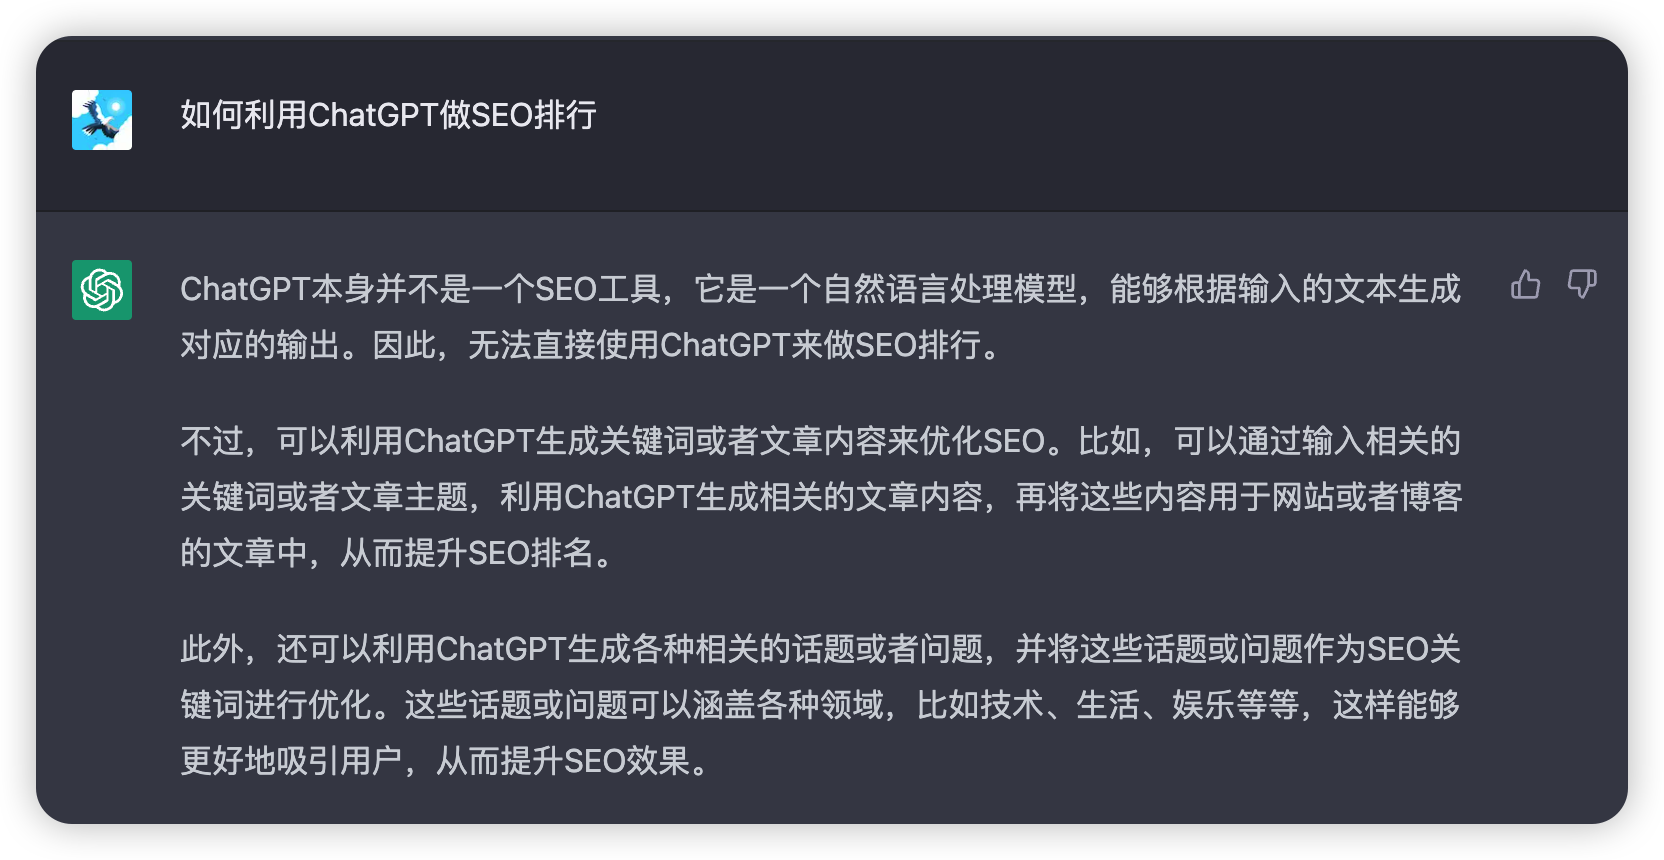 如何利用ChatGPT做SEO排行
ChatGPT本身并不是一个SEO工具，它是一个自然语言处理模型，能够根据输入的文本生成
对应的输出。因此，无法直接使用ChatGPT来做SEO排行。
不过，可以利用ChatGPT生成关键词或者文章内容来优化SEO。比如，可以通过输入相关的
关键词或者文章主题，利用ChatGPT生成相关的文章内容，再将这些内容用于网站或者博客
的文章中，从而提升SEO排名。
此外，还可以利用ChatGPT生成各种相关的话题或者问题，并将这些话题或问题作为SEO关
键词进行优化。这些话题或问题可以涵盖各种领域，比如技术、生活、娱乐等等，这样能够
更好地吸引用户，从而提升SEO效果。